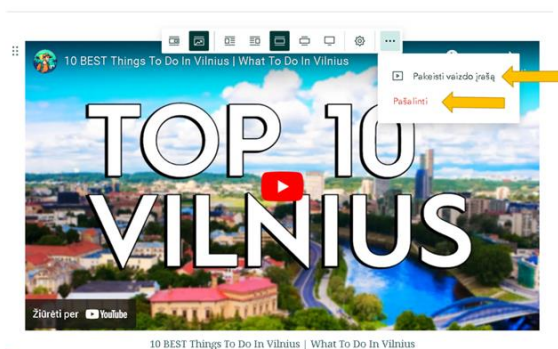 10 BEST Things To Do In Vilnius | What To Do In Vilnius
Pakeisti vaizdo įrašą
Pašalinti
TOP 10
VILNIUS
Žiūrėti per YouTube
10 BEST Things To Do In Vilnius | What To Do In Vilnius